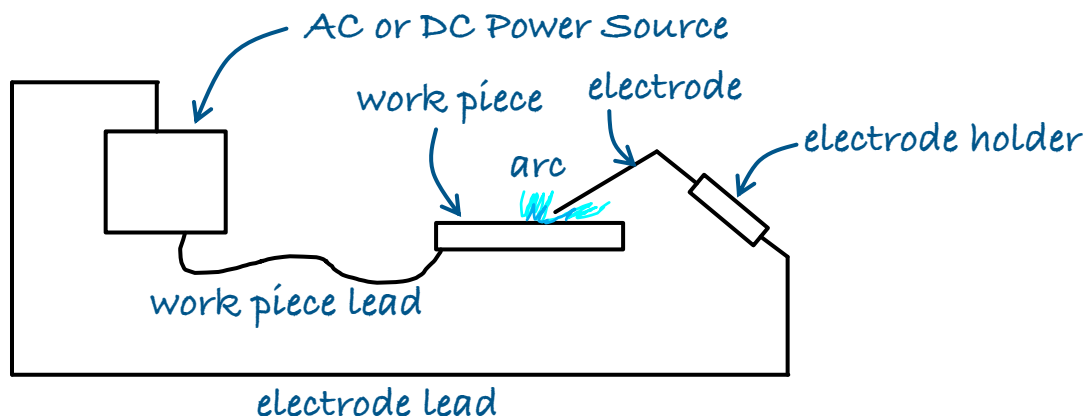 AC or DC Power Source
work piece
electrode
arc
electrode holder
work piece lead
electrode lead